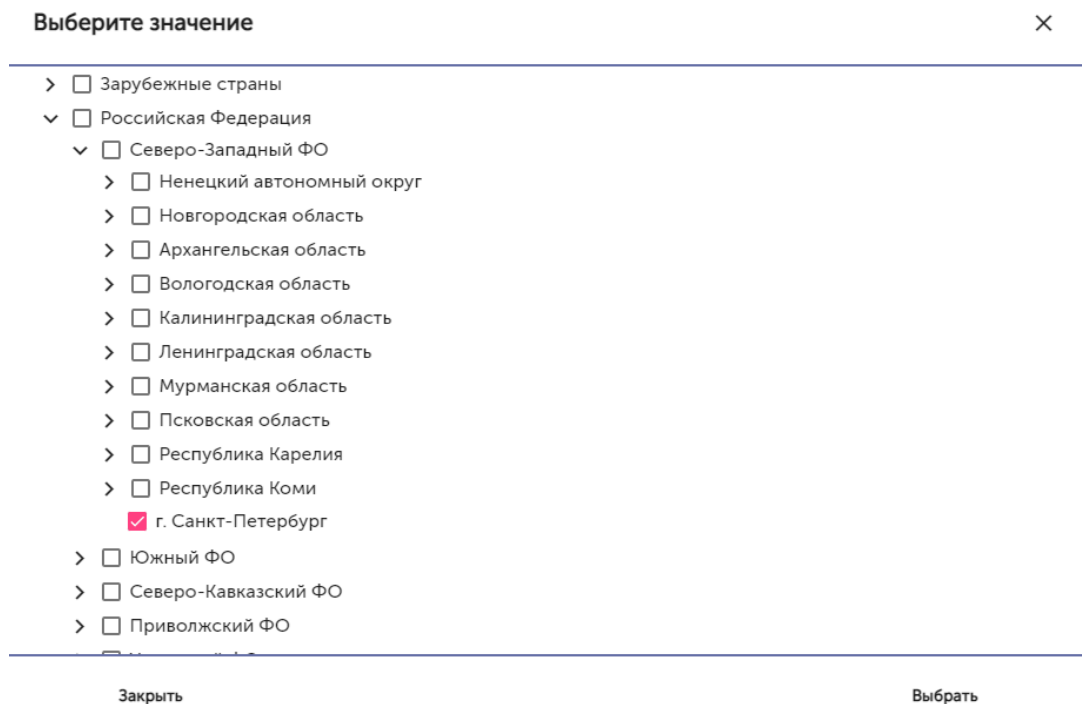 Выберите значение
Зарубежные страны
Российская Федерация
Северо-Западный ФО
Ненецкий автономный округ
Новгородская область
Архангельская область
Вологодская область
Калининградская область
Ленинградская область
Мурманская область
Псковская область
Республика Карелия
Республика Коми
г. Санкт-Петербург
Южный ФО
Северо-Кавказский ФО
Приволжский ФО
Закрыть Выбрать